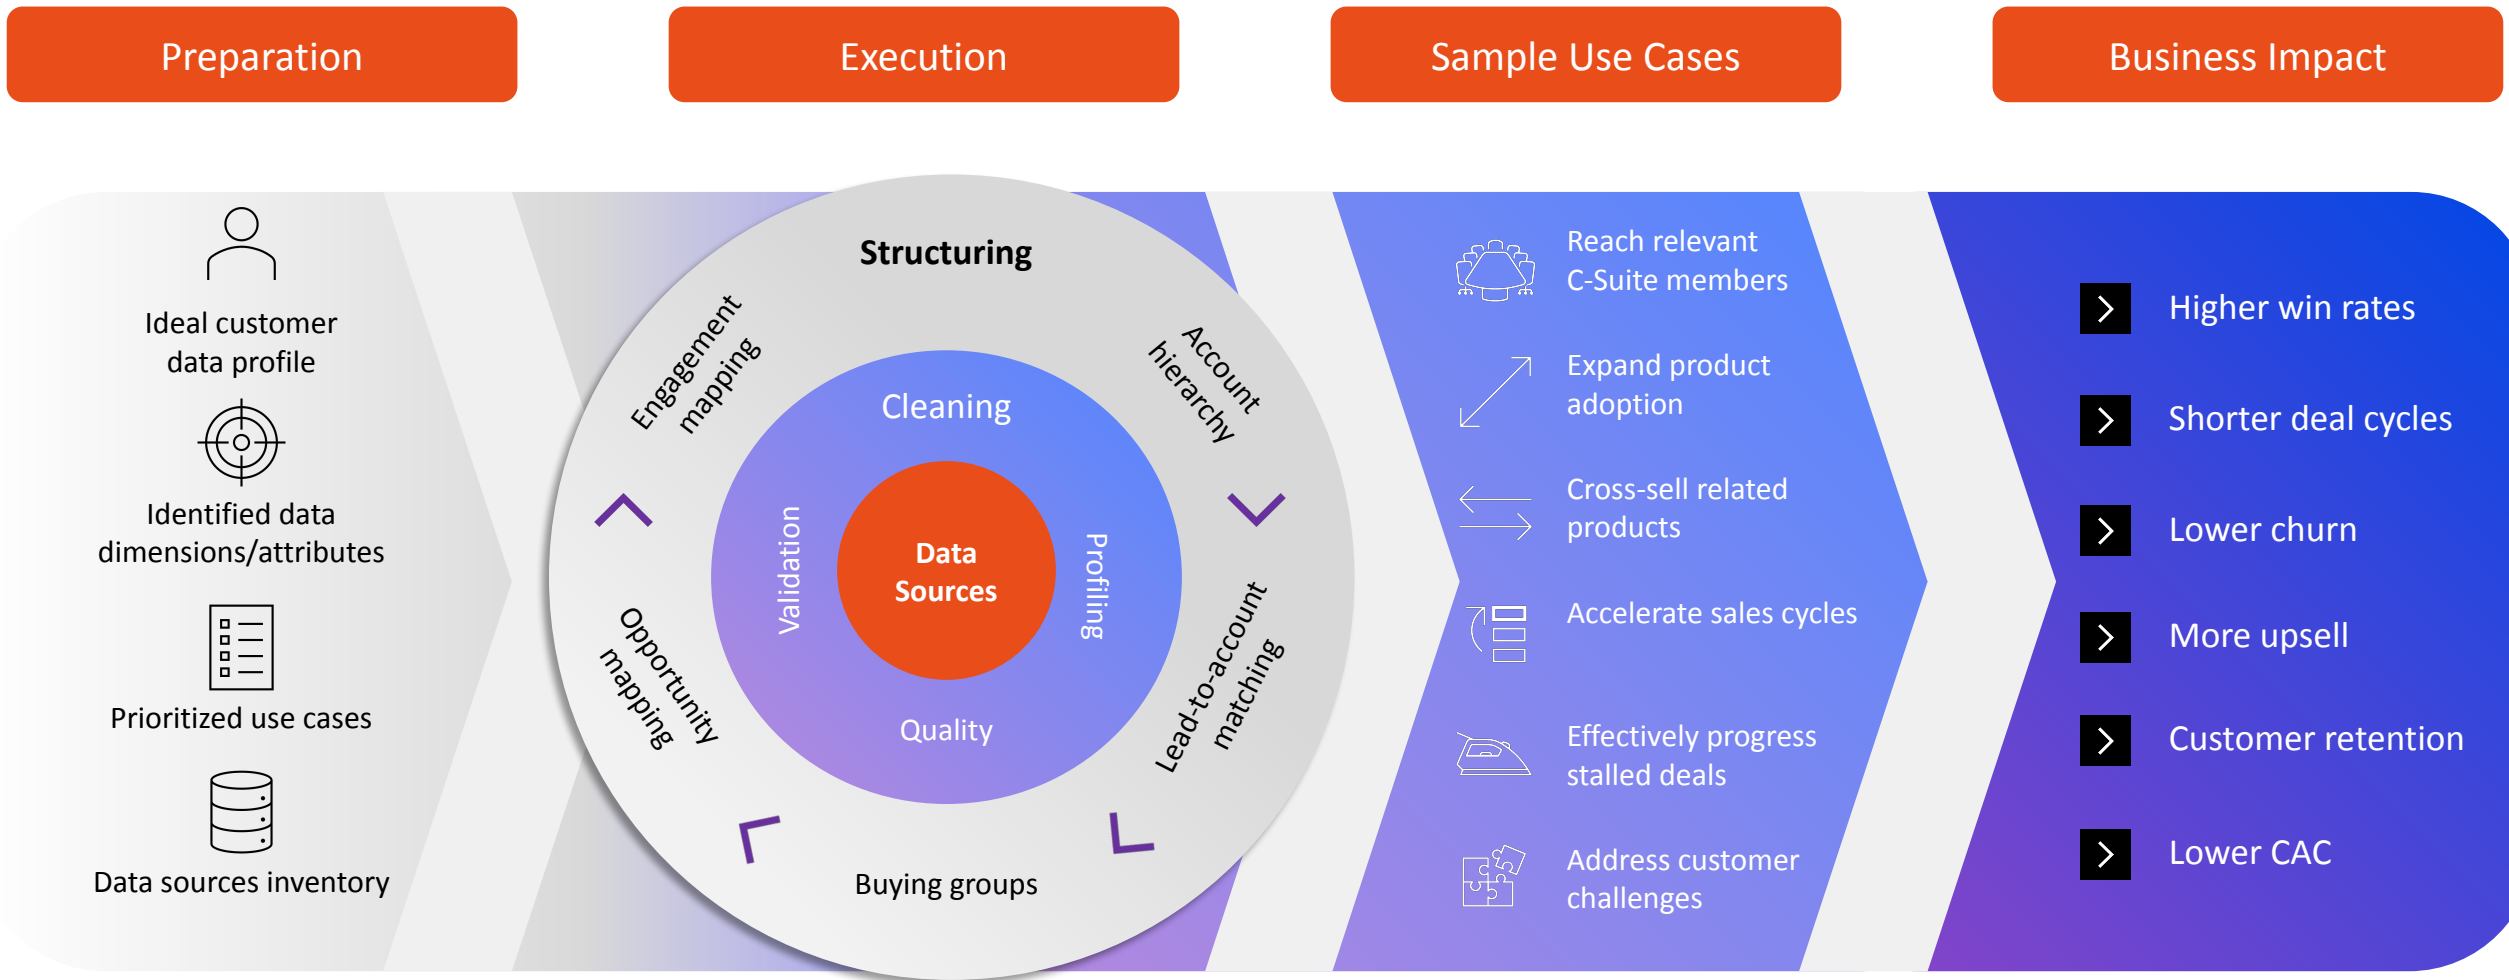 Preparation
Execution
Sample Use Cases
Business Impact
Ideal customer
data profile
Identified data
dimensions/attributes
Prioritized use cases
Data sources inventory
Structuring
Account
hierarchy
Lead-to-account
matching
Buying groups
Opportunity
mapping
Engagement
mapping
Cleaning
Profiling
Quality
Validation
Data
Sources
Reach relevant
C-Suite members
Expand product
adoption
Cross-sell related
products
Accelerate sales cycles
Effectively progress
stalled deals
Address customer
challenges
Higher win rates
Shorter deal cycles
Lower churn
More upsell
Customer retention
Lower CAC